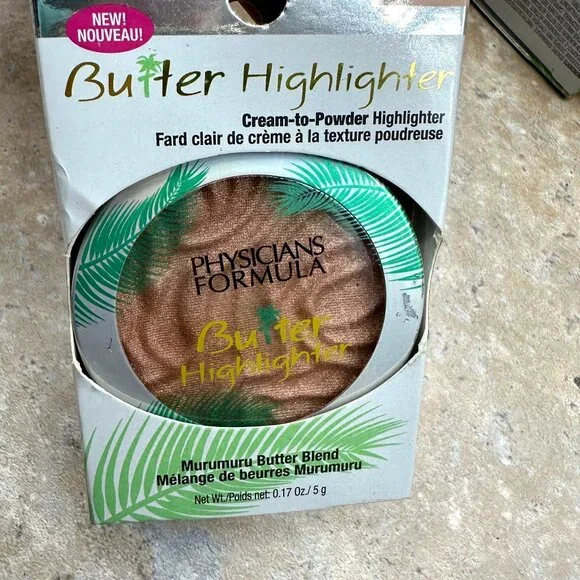 NEW!
NOUVEAU!
Butter Highlighter
Cream-to-Powder Highlighter
Fard clair de crème à la texture poudreuse
PHYSICIANS
FORMULA
Butter
Highlighter
Murumuru Butter Blend
Mélange de beurres Murumuru
Net Wt./Poids net: 0.17 Oz./ 5 g